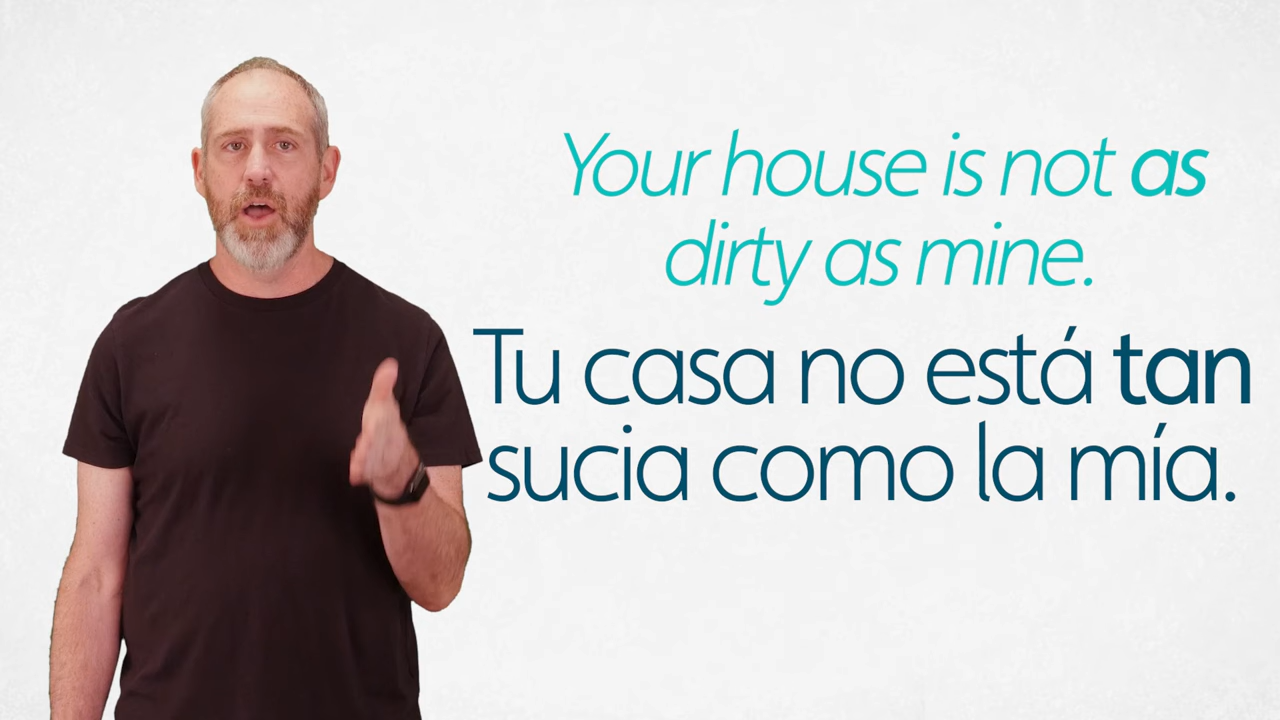 Your house is not as
dirty as mine.
Tu casa no está tan
sucia como la mía.